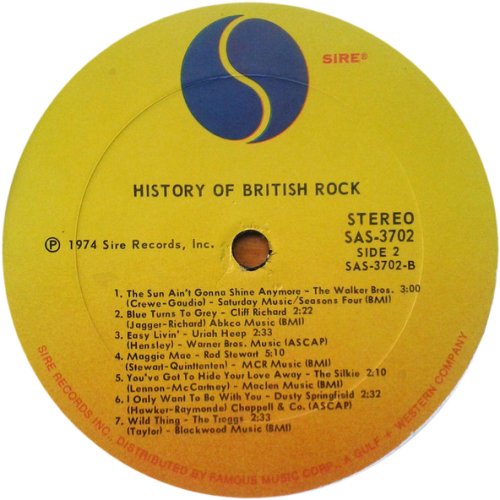 SIRE®
HISTORY OF BRITISH ROCK
STEREO
SAS-3702
SIDE 2
SAS-3702-B
Ⓟ 1974 Sire Records, Inc.
1. The Sun Ain't Gonna Shine Anymore - The Walker Bros. 3:00
(Crewe-Gaudio) - Saturday Music/Seasons Four (BMI)
2. Blue Turns To Grey - Cliff Richard 2:22
(Jagger-Richard) Abkco Music (BMI)
3. Easy Livin' - Uriah Heep 2:33
(Hensley) - Warner Bros. Music (ASCAP)
4. Maggie Mae - Rod Stewart 5:10
(Stewart-Quinttenten) - MCR Music (BMI)
5. You've Got To Hide Your Love Away - The Silkie 2:10
(Lennon-McCartney) - Maclen Music (BMI)
6. I Only Want To Be With You - Dusty Springfield 2:32
(Hawker-Raymonde) Chappell & Co. (ASCAP)
7. Wild Thing - The Troggs 2:33
(Taylor) - Blackwood Music (BMI)
SIRE RECORDS INC., DISTRIBUTED BY FAMOUS MUSIC CORP., A GULF + WESTERN COMPANY